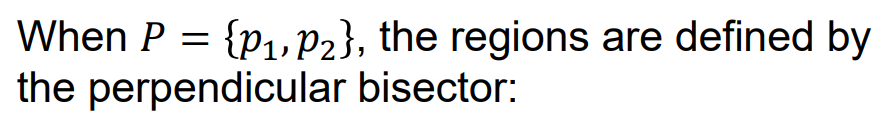 When 𝑃 = {𝑝₁, 𝑝₂}, the regions are defined by
the perpendicular bisector: